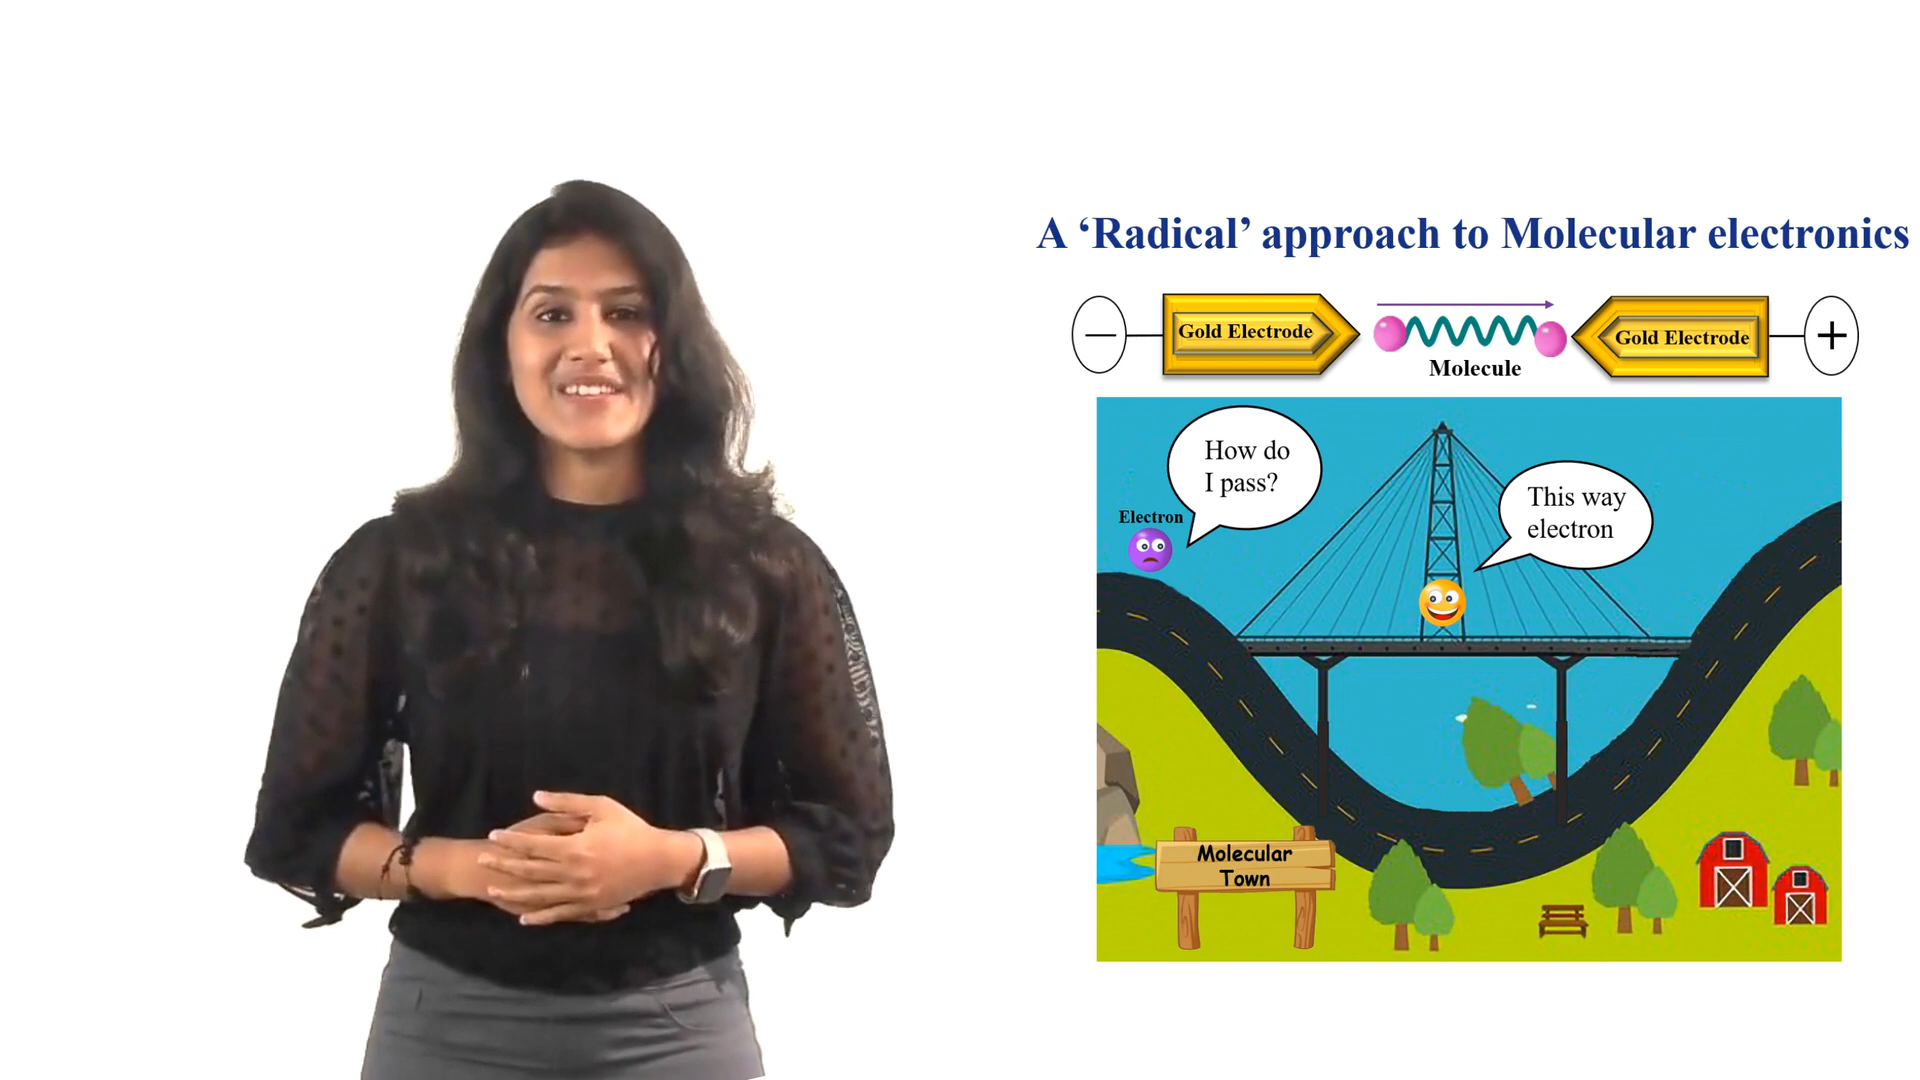 A ‘Radical’ approach to Molecular electronics
Gold Electrode
Gold Electrode
Molecule
How do
I pass?
Electron
This way
electron
Molecular
Town